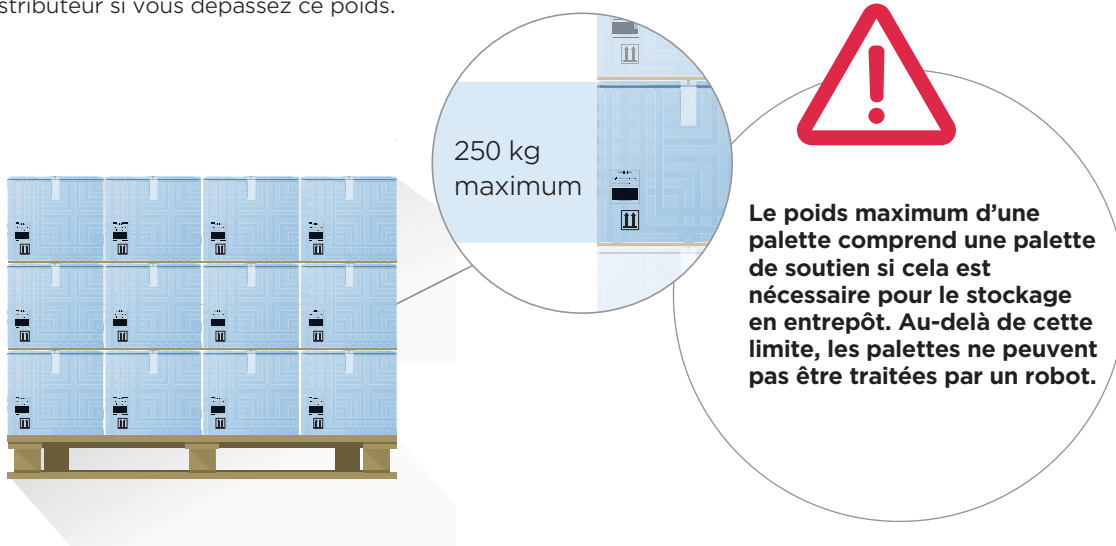 stributeur si vous dépassez ce poids.
250 kg
maximum
Le poids maximum d’une
palette comprend une palette
de soutien si cela est
nécessaire pour le stockage
en entrepôt. Au-delà de cette
limite, les palettes ne peuvent
pas être traitées par un robot.